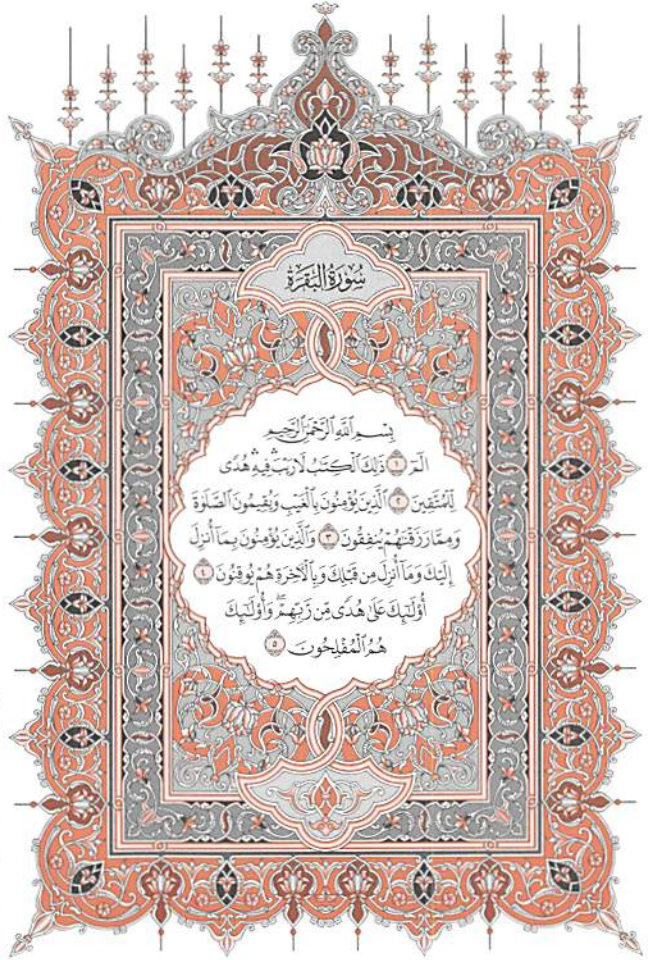 سُورَةُ البَقَرَةِ
بِسْمِ ٱللَّهِ ٱلرَّحْمَٰنِ ٱلرَّحِيمِ
الٓمٓ ١ ذَٰلِكَ ٱلْكِتَٰبُ لَا رَيْبَ ۛ فِيهِ ۛ هُدًى
لِّلْمُتَّقِينَ ٢ ٱلَّذِينَ يُؤْمِنُونَ بِٱلْغَيْبِ وَيُقِيمُونَ ٱلصَّلَوٰةَ
وَمِمَّا رَزَقْنَٰهُمْ يُنفِقُونَ ٣ وَٱلَّذِينَ يُؤْمِنُونَ بِمَآ أُنزِلَ
إِلَيْكَ وَمَآ أُنزِلَ مِن قَبْلِكَ وَبِٱلْءَاخِرَةِ هُمْ يُوقِنُونَ ٤
أُو۟لَٰٓئِكَ عَلَىٰ هُدًى مِّن رَّبِّهِمْ ۖ وَأُو۟لَٰٓئِكَ
هُمُ ٱلْمُفْلِحُونَ ٥